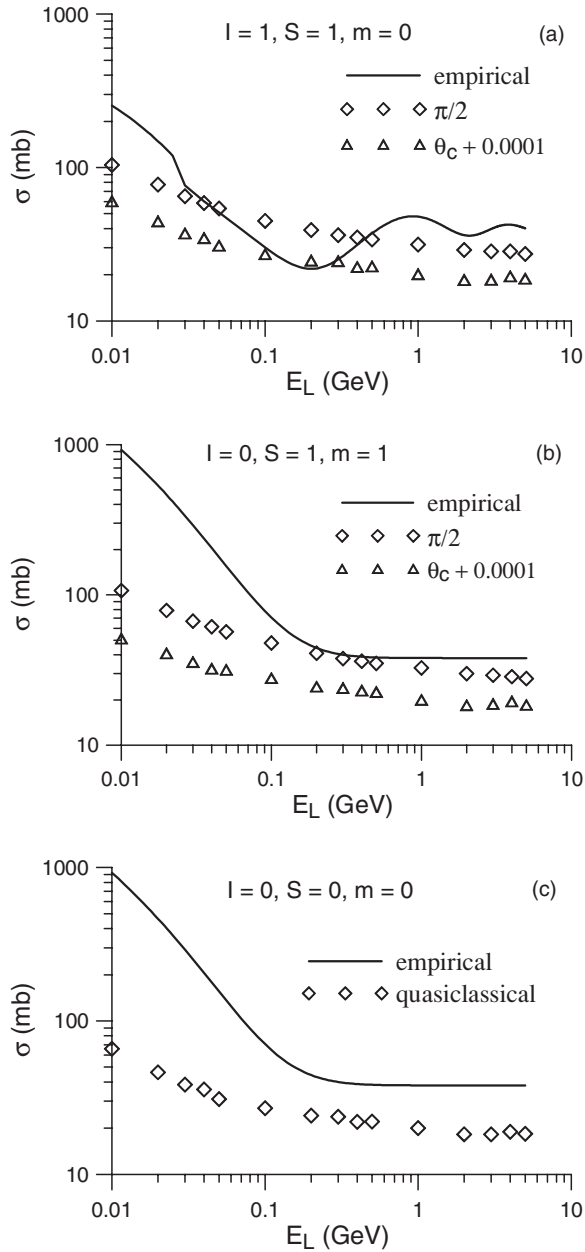 1000
I = 1, S = 1, m = 0
(a)
empirical
π/2
θc + 0.0001
100
σ (mb)
10
0.01
0.1
1
10
EL (GeV)
1000
I = 0, S = 1, m = 1
(b)
empirical
π/2
θc + 0.0001
100
σ (mb)
10
0.01
0.1
1
10
EL (GeV)
1000
I = 0, S = 0, m = 0
(c)
empirical
quasiclassical
100
σ (mb)
10
0.01
0.1
1
10
EL (GeV)